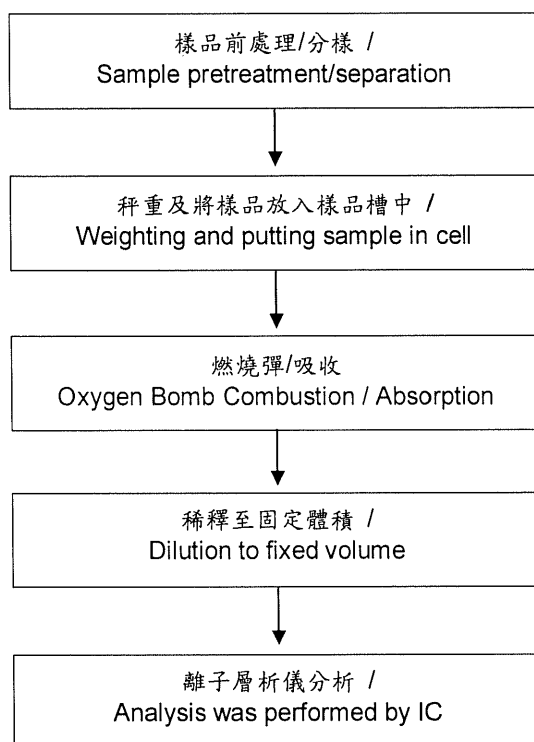 樣品前處理/分樣 /
Sample pretreatment/separation
秤重及將樣品放入樣品槽中 /
Weighting and putting sample in cell
燃燒彈/吸收
Oxygen Bomb Combustion / Absorption
稀釋至固定體積 /
Dilution to fixed volume
離子層析儀分析 /
Analysis was performed by IC